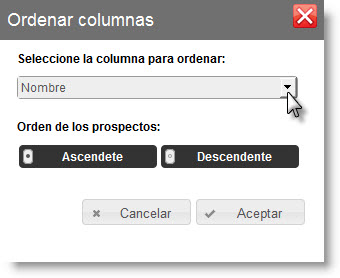 Ordenar columnas
Seleccione la columna para ordenar:
Nombre
Orden de los prospectos:
Ascendete Descendente
Cancelar Aceptar